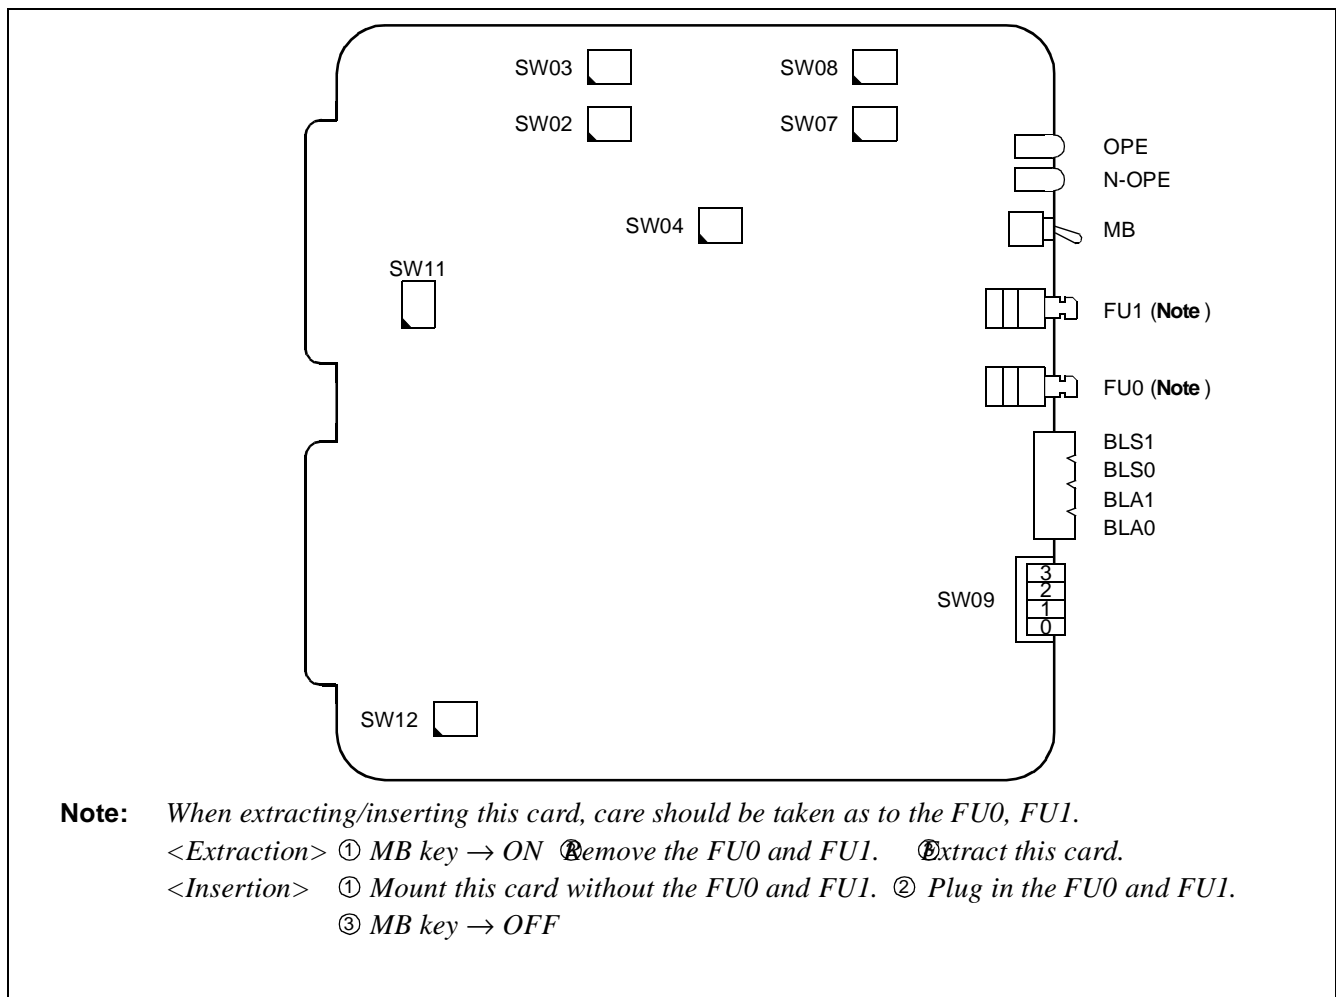 SW03
SW08
SW02
SW07
OPE
N-OPE
SW04
MB
SW11
FU1 (Note )
FU0 (Note )
BLS1
BLS0
BLA1
BLA0
3
2
SW09
1
0
SW12
Note: When extracting/inserting this card, care should be taken as to the FU0, FU1.
<Extraction> ① MB key → ON ② Remove the FU0 and FU1. ③ Extract this card.
<Insertion> ① Mount this card without the FU0 and FU1. ② Plug in the FU0 and FU1.
③ MB key → OFF